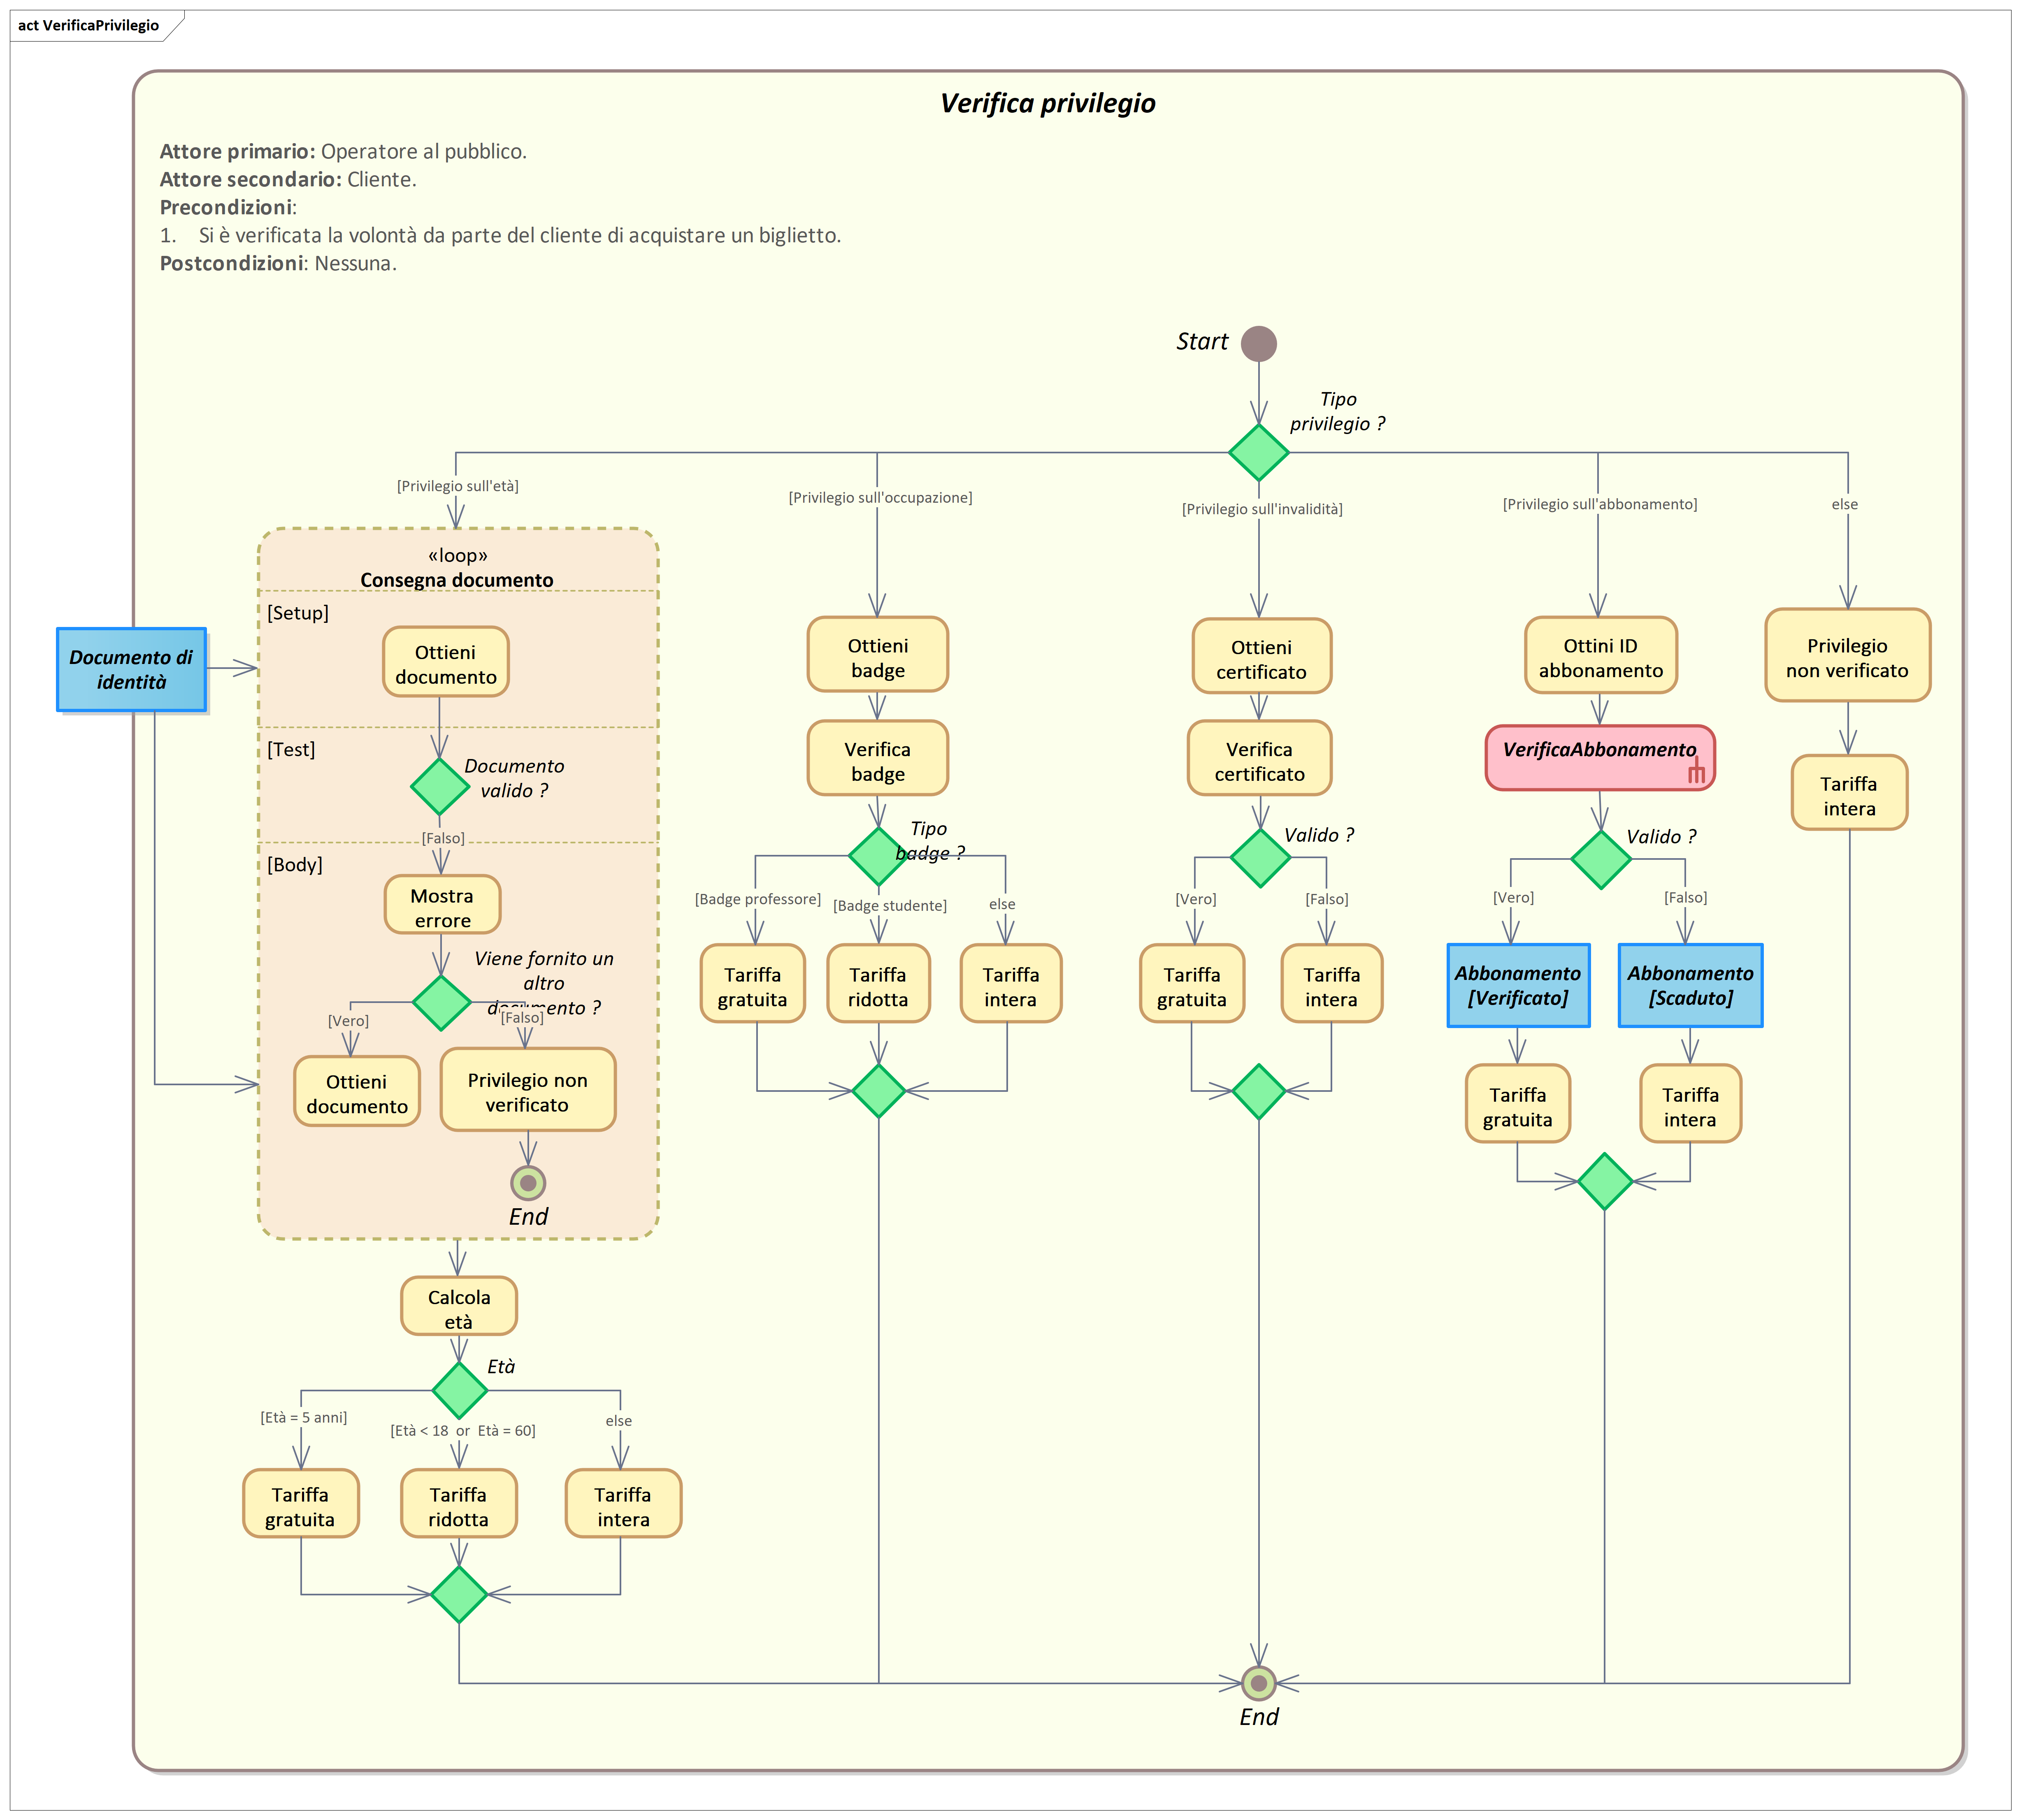 act VerificaPrivilegio
Verifica privilegio
Attore primario: Operatore al pubblico.
Attore secondario: Cliente.
Precondizioni:
1. Si è verificata la volontà da parte del cliente di acquistare un biglietto.
Postcondizioni: Nessuna.
Start
Tipo
privilegio ?
[Privilegio sull'età]
[Privilegio sull'occupazione]
[Privilegio sull'invalidità]
[Privilegio sull'abbonamento]
else
«loop»
Consegna documento
[Setup]
Ottieni
documento
Documento di
identità
[Test]
Documento
valido ?
[Falso]
[Body]
Mostra
errore
Viene fornito un
altro
documento ?
[Vero]
[Falso]
Ottieni
documento
Privilegio non
verificato
End
Calcola
età
Età
[Età = 5 anni]
[Età < 18 or Età = 60]
else
Tariffa
gratuita
Tariffa
ridotta
Tariffa
intera
Ottieni
badge
Verifica
badge
Tipo
badge ?
[Badge professore]
[Badge studente]
else
Tariffa
gratuita
Tariffa
ridotta
Tariffa
intera
Ottieni
certificato
Verifica
certificato
Valido ?
[Vero]
[Falso]
Tariffa
gratuita
Tariffa
intera
Ottini ID
abbonamento
VerificaAbbonamento
Valido ?
[Vero]
[Falso]
Abbonamento
[Verificato]
Abbonamento
[Scaduto]
Tariffa
gratuita
Tariffa
intera
Privilegio
non verificato
Tariffa
intera
End